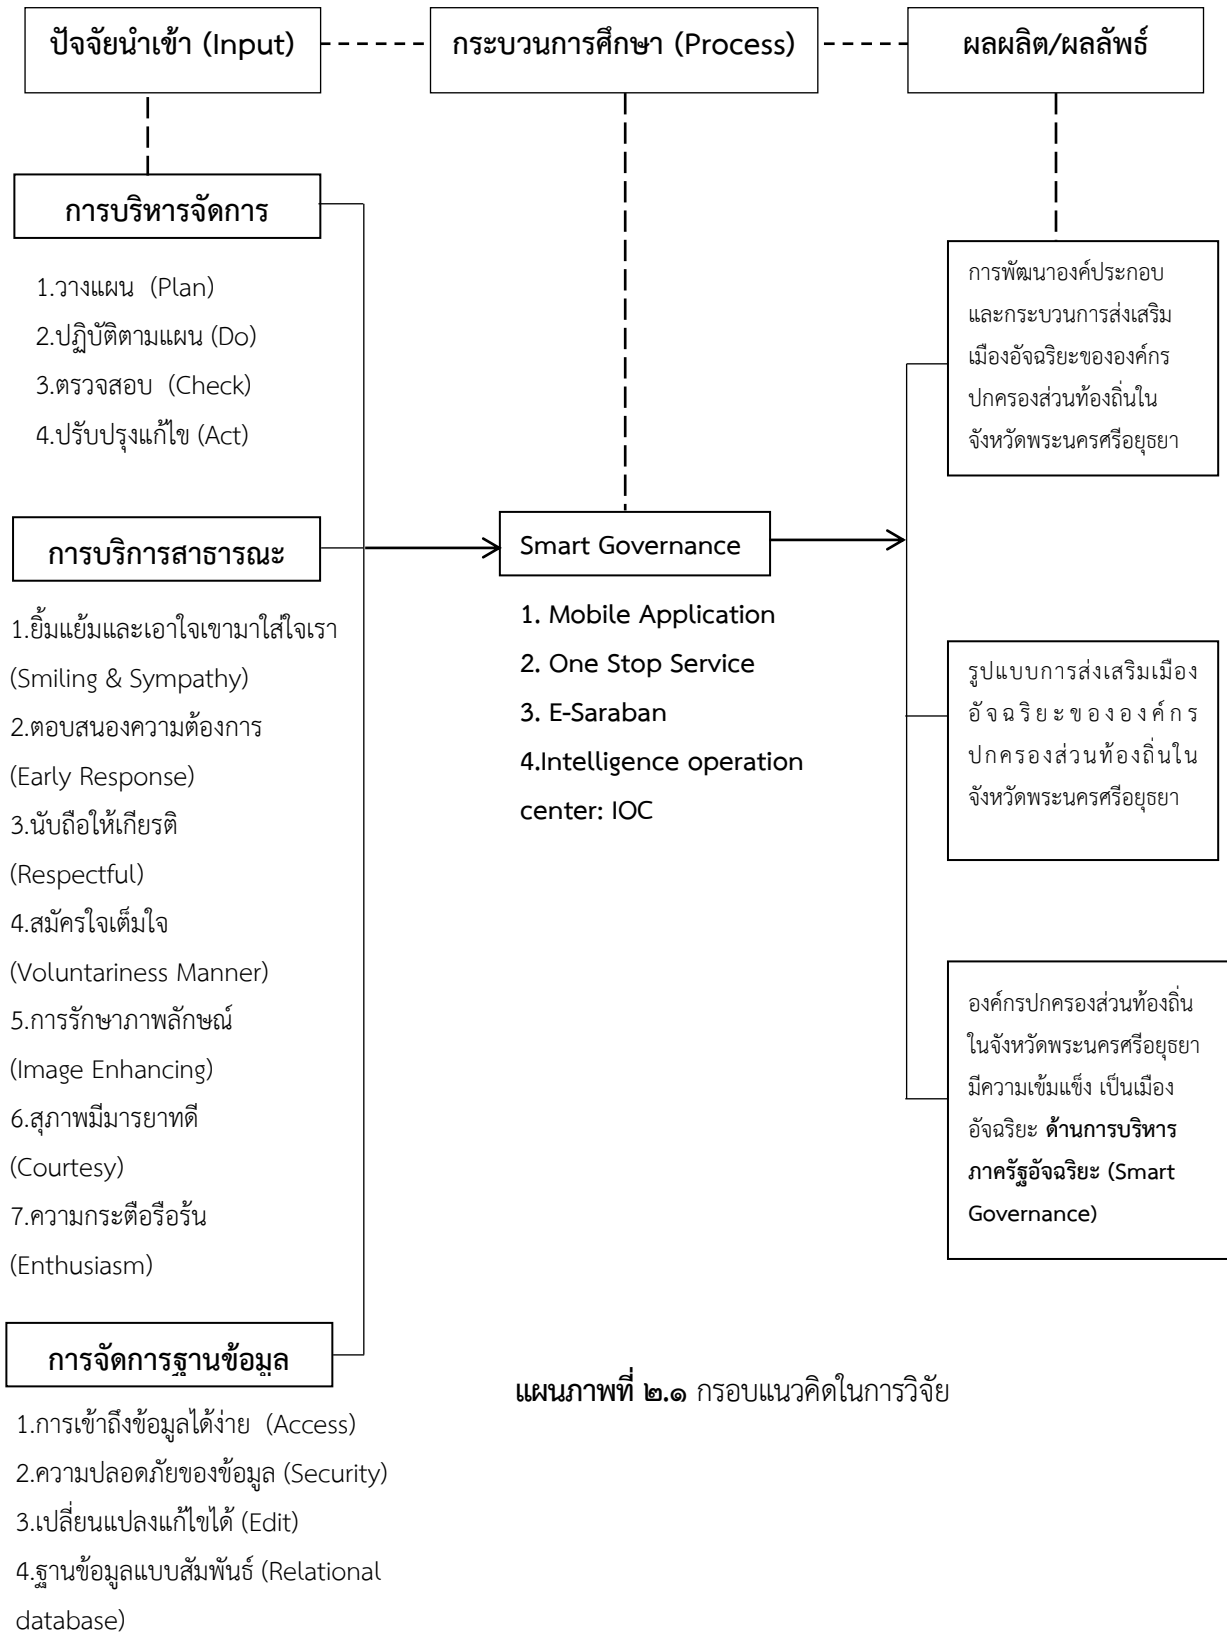 ปัจจัยนำเข้า (Input)
กระบวนการศึกษา (Process)
ผลผลิต/ผลลัพธ์
การบริหารจัดการ
1.วางแผน (Plan)
2.ปฏิบัติตามแผน (Do)
3.ตรวจสอบ (Check)
4.ปรับปรุงแก้ไข (Act)
การบริการสาธารณะ
1.ยิ้มแย้มและเอาใจเขามาใส่ใจเรา
(Smiling & Sympathy)
2.ตอบสนองความต้องการ
(Early Response)
3.นับถือให้เกียรติ
(Respectful)
4.สมัครใจเต็มใจ
(Voluntariness Manner)
5.การรักษาภาพลักษณ์
(Image Enhancing)
6.สุภาพมีมารยาทดี
(Courtesy)
7.ความกระตือรือร้น
(Enthusiasm)
การจัดการฐานข้อมูล
1.การเข้าถึงข้อมูลได้ง่าย (Access)
2.ความปลอดภัยของข้อมูล (Security)
3.เปลี่ยนแปลงแก้ไขได้ (Edit)
4.ฐานข้อมูลแบบสัมพันธ์ (Relational
database)
Smart Governance
1. Mobile Application
2. One Stop Service
3. E-Saraban
4.Intelligence operation
center: IOC
การพัฒนาองค์ประกอบ
และกระบวนการส่งเสริม
เมืองอัจฉริยะขององค์กร
ปกครองส่วนท้องถิ่นใน
จังหวัดพระนครศรีอยุธยา
รูปแบบการส่งเสริมเมือง
อัจฉริยะขององค์กร
ปกครองส่วนท้องถิ่นใน
จังหวัดพระนครศรีอยุธยา
องค์กรปกครองส่วนท้องถิ่น
ในจังหวัดพระนครศรีอยุธยา
มีความเข้มแข็ง เป็นเมือง
อัจฉริยะ ด้านการบริหาร
ภาครัฐอัจฉริยะ (Smart
Governance)
แผนภาพที่ ๒.๑ กรอบแนวคิดในการวิจัย